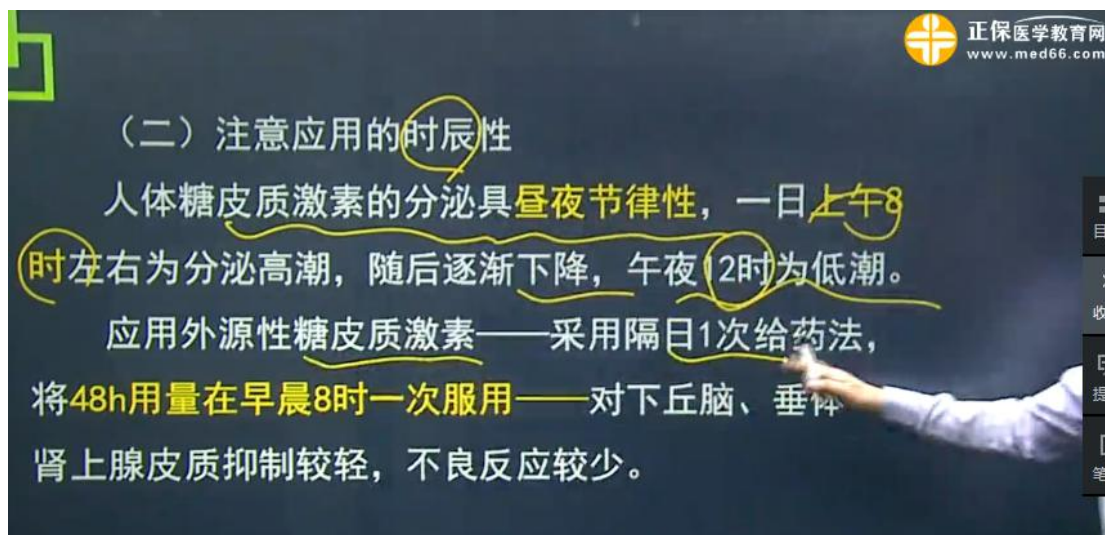 正保医学教育网
www.med66.com
（二）注意应用的时辰性
人体糖皮质激素的分泌具昼夜节律性，一日上午8
时左右为分泌高潮，随后逐渐下降，午夜12时为低潮。
应用外源性糖皮质激素——采用隔日1次给药法，
将48h用量在早晨8时一次服用——对下丘脑、垂体
肾上腺皮质抑制较轻，不良反应较少。
目
收
提
笔